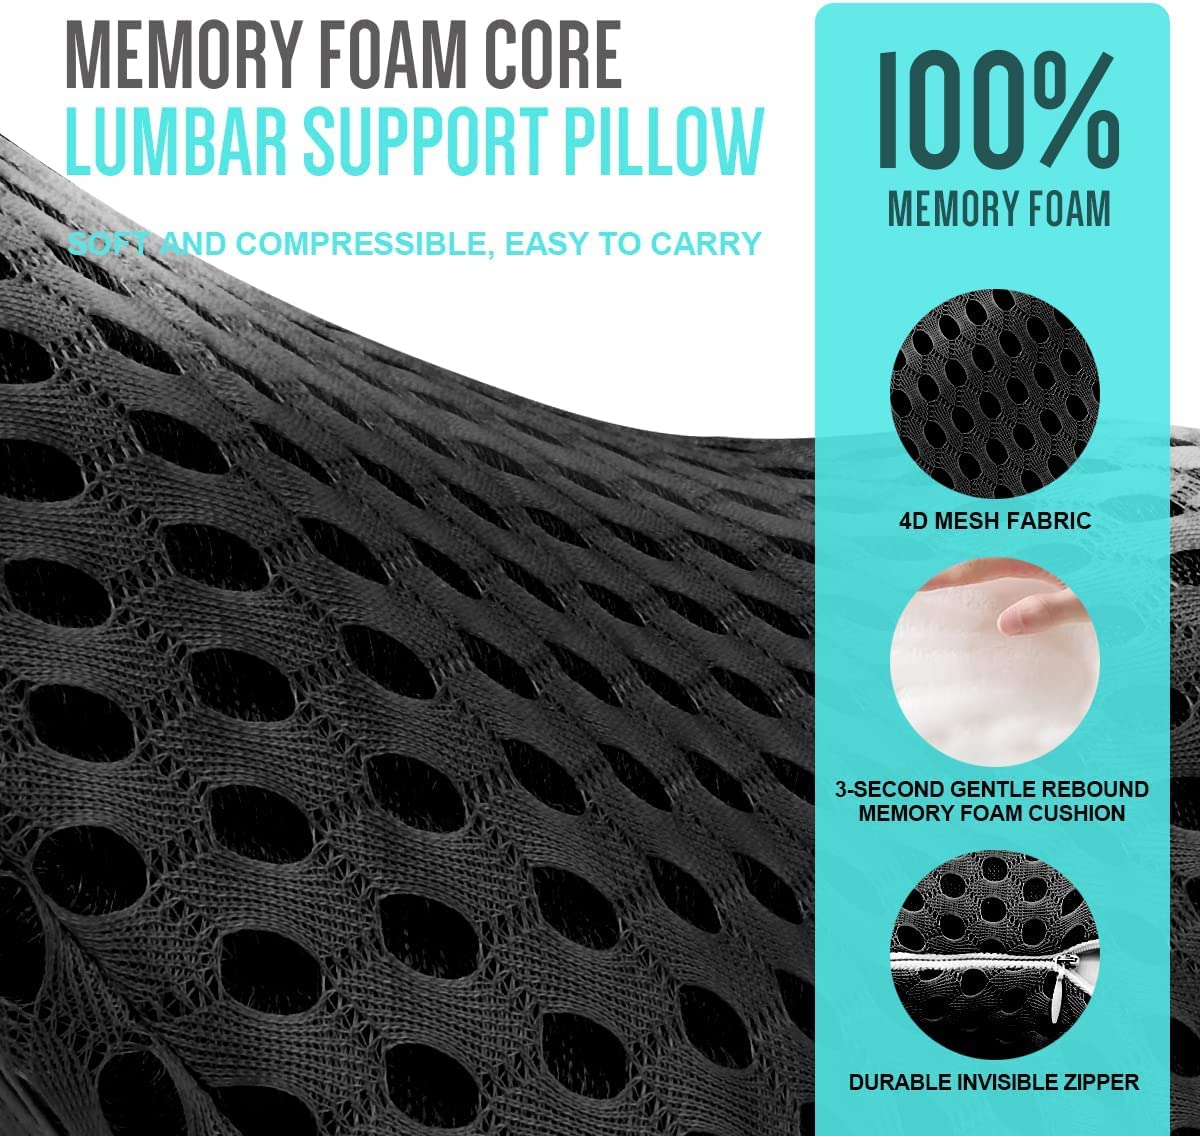 MEMORY FOAM CORE
LUMBAR SUPPORT PILLOW
SOFT AND COMPRESSIBLE, EASY TO CARRY
100%
MEMORY FOAM
4D MESH FABRIC
3-SECOND GENTLE REBOUND
MEMORY FOAM CUSHION
DURABLE INVISIBLE ZIPPER